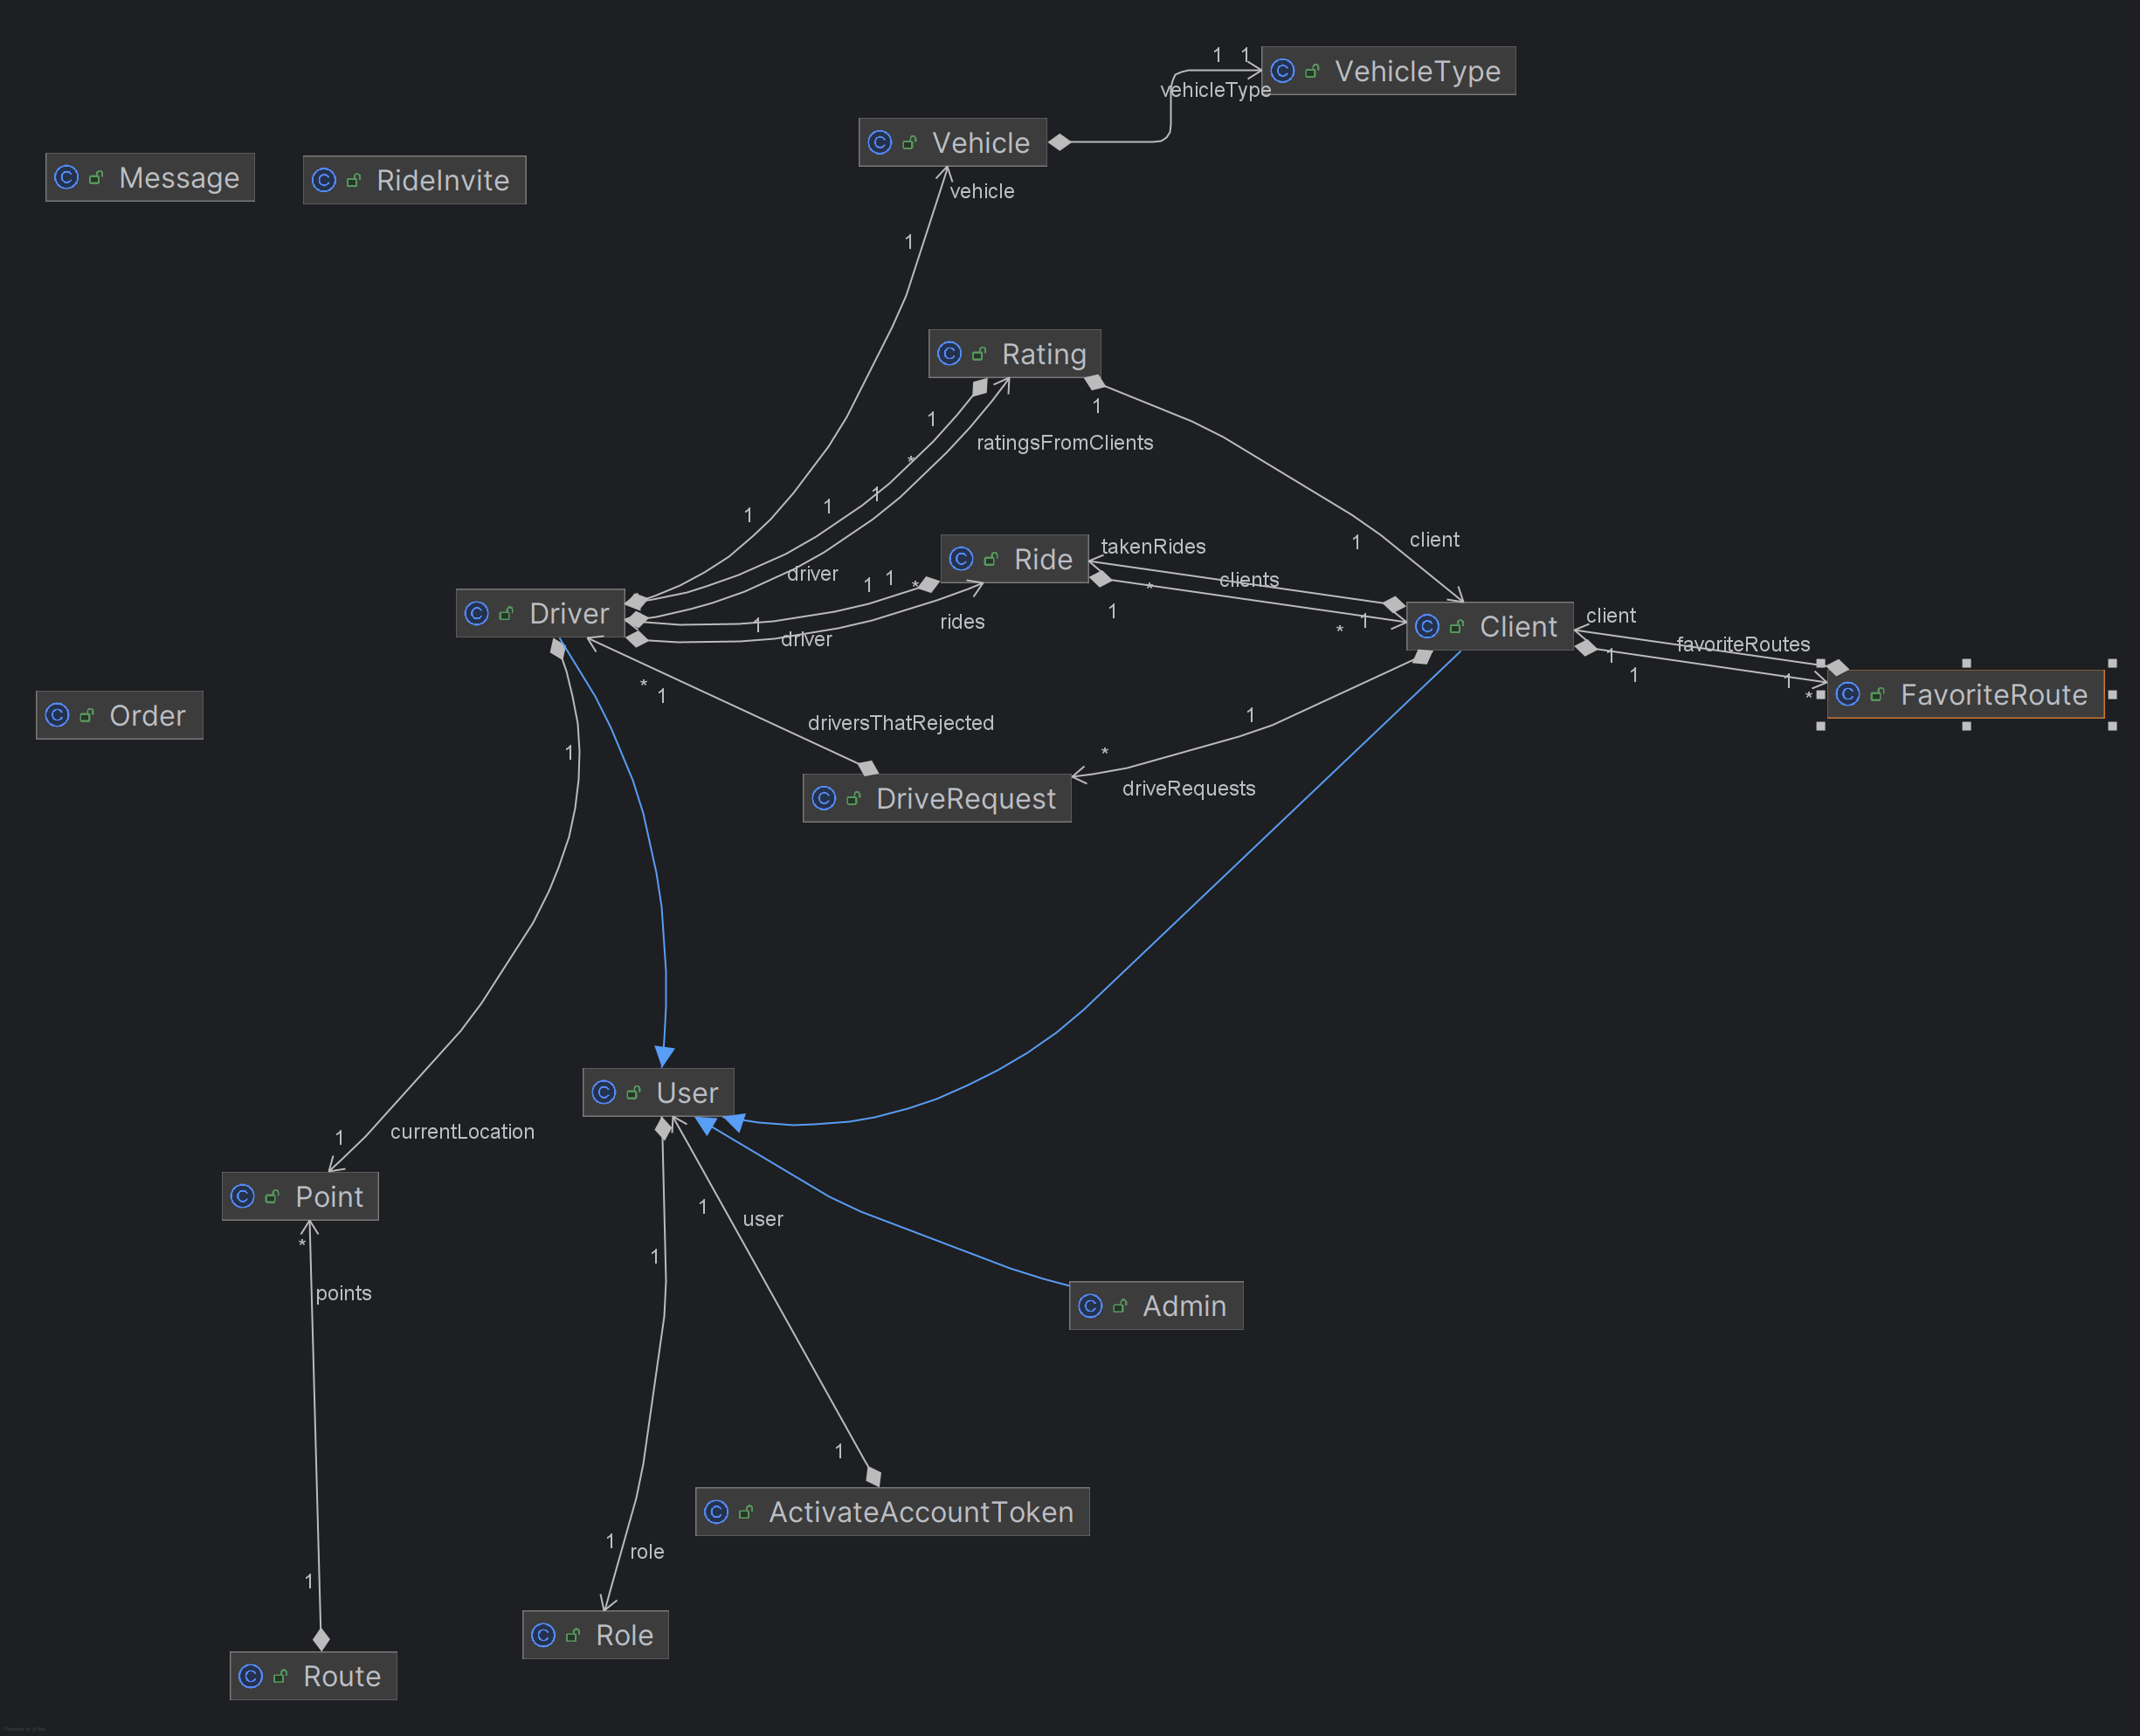 1 1
VehicleType
vehicleType
Vehicle
Message
RideInvite
vehicle
1
Rating
1
1
ratingsFromClients
*
1
1
1
client
1
takenRides
Ride
driver
clients
1
1
*
*
1
Driver
client
rides
1
Client
1
*
driver
favoriteRoutes
1
1
*
1
1
*
FavoriteRoute
1
Order
driversThatRejected
1
*
driveRequests
DriveRequest
User
1
currentLocation
Point
1
user
*
1
points
Admin
1
ActivateAccountToken
1
role
1
Role
Route